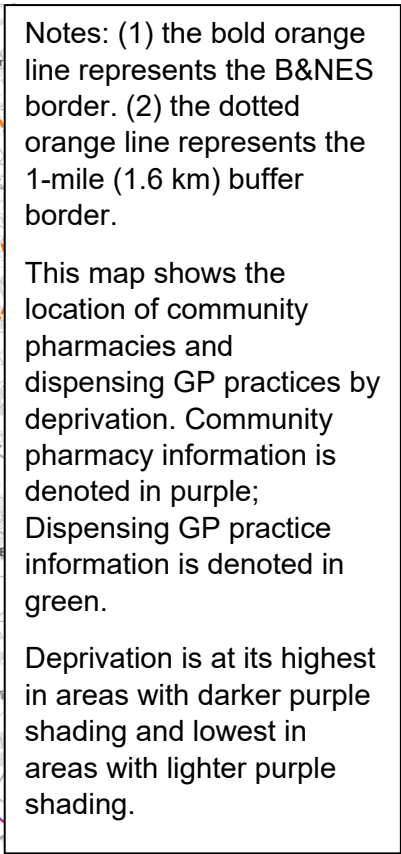 Notes: (1) the bold orange
line represents the B&NES
border. (2) the dotted
orange line represents the
1-mile (1.6 km) buffer
border.
This map shows the
location of community
pharmacies and
dispensing GP practices by
deprivation. Community
pharmacy information is
denoted in purple;
Dispensing GP practice
information is denoted in
green.
Deprivation is at its highest
in areas with darker purple
shading and lowest in
areas with lighter purple
shading.